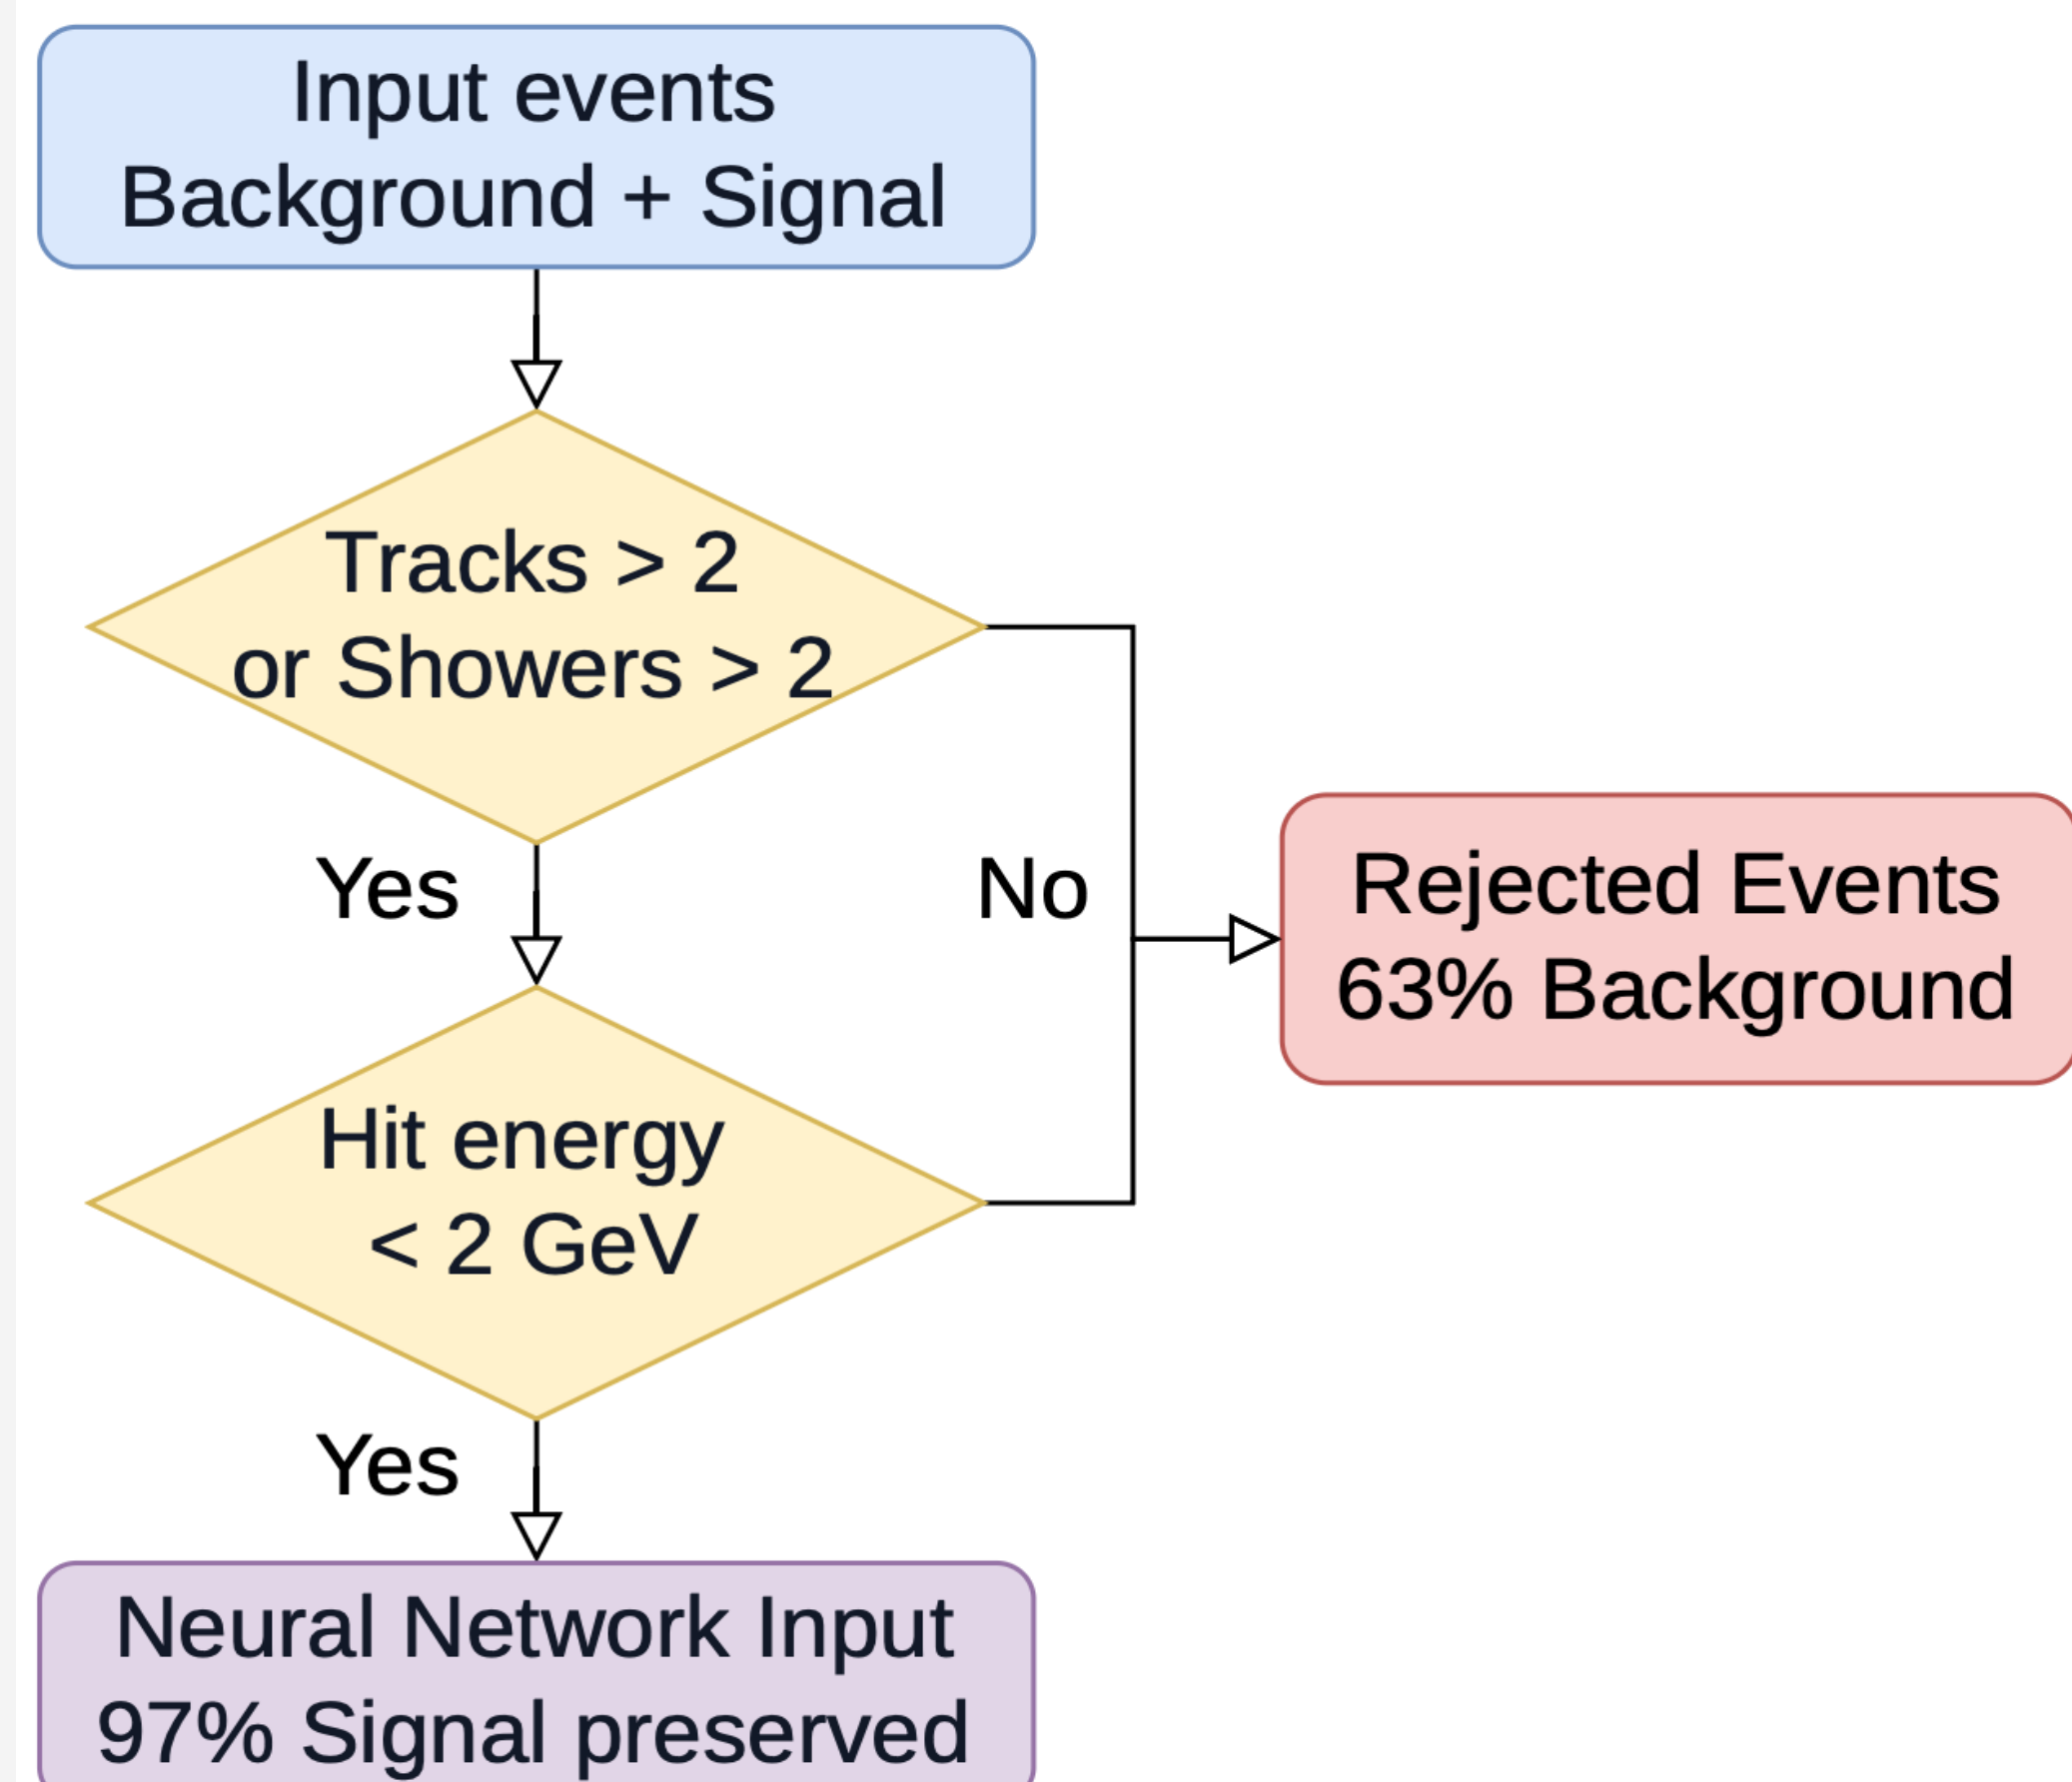 Input events
Background + Signal
Tracks > 2
or Showers > 2
Yes
No
Rejected Events
63% Background
Hit energy
< 2 GeV
Yes
Neural Network Input
97% Signal preserved